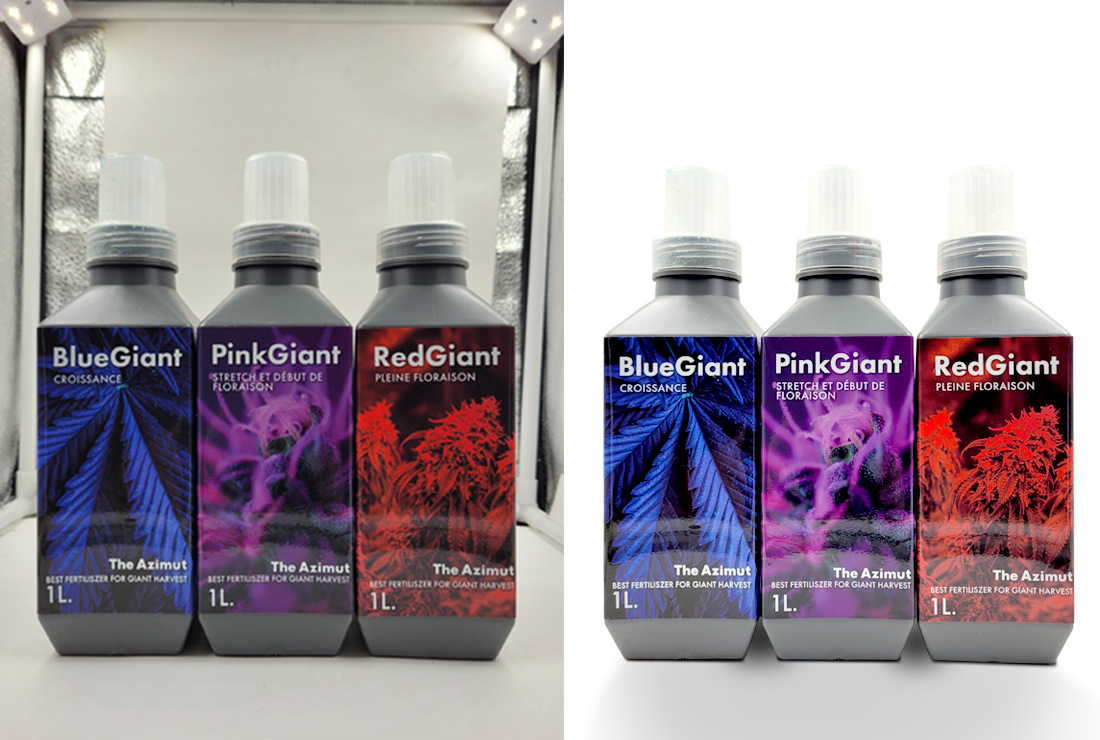 BlueGiant
CROISSANCE
The Azimut
BEST FERTILISZER FOR GIANT HARVEST
1L.
PinkGiant
STRETCH ET DÉBUT DE
FLORAISON
The Azimut
BEST FERTILISZER FOR GIANT HARVEST
1L.
RedGiant
PLEINE FLORAISON
The Azimut
BEST FERTILISZER FOR GIANT HARVEST
1L.
BlueGiant
CROISSANCE
The Azimut
BEST FERTILISZER FOR GIANT HARVEST
1L.
PinkGiant
STRETCH ET DÉBUT DE
FLORAISON
The Azimut
BEST FERTILISZER FOR GIANT HARVEST
1L.
RedGiant
PLEINE FLORAISON
The Azimut
BEST FERTILISZER FOR GIANT HARVEST
1L.